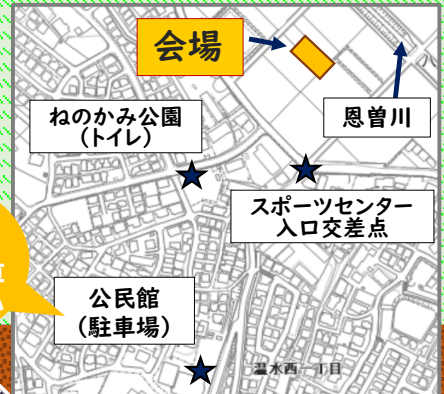 会場
ねのかみ公園
(トイレ)
恩曽川
スポーツセンター
入口交差点
公民館
(駐車場)
温水西一丁目